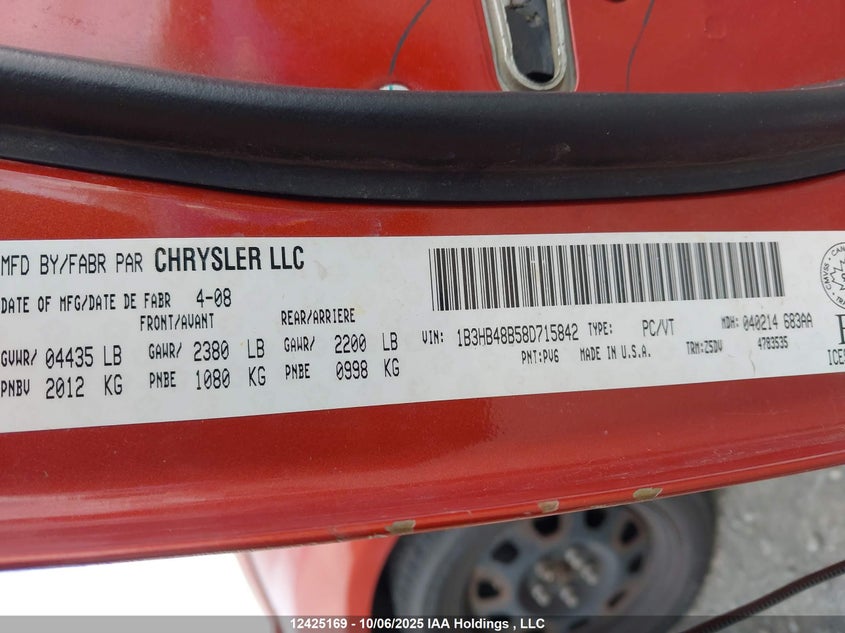 MFD BY/FABR PAR CHRYSLER LLC
DATE OF MFG/DATE DE FABR 4-08
FRONT/AVANT REAR/ARRIERE
GVWR/ 04435 LB GAWR/ 2380 LB GAWR/ 2200 LB
PNBV 2012 KG PNBE 1080 KG PNBE 0998 KG
VIN: 1B3HB48B58D715842 TYPE: PC/VT MDH: 040214 683AA
PNT:PV6 MADE IN U.S.A. TRM:Z5DV 4783535
CMVSS
12425169 - 10/06/2025 IAA Holdings , LLC